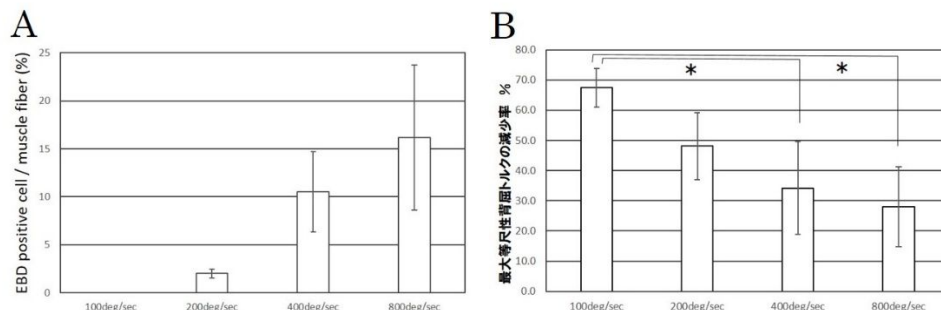 A
EBD positive cell / muscle fiber (%)
25
20
15
10
5
0
100deg/sec 200deg/sec 400deg/sec 800deg/sec
B
最大等尺性背屈トルクの減少率 %
80.0
70.0
60.0
50.0
40.0
30.0
20.0
10.0
0.0
* *
100deg/sec 200deg/sec 400deg/sec 800deg/sec